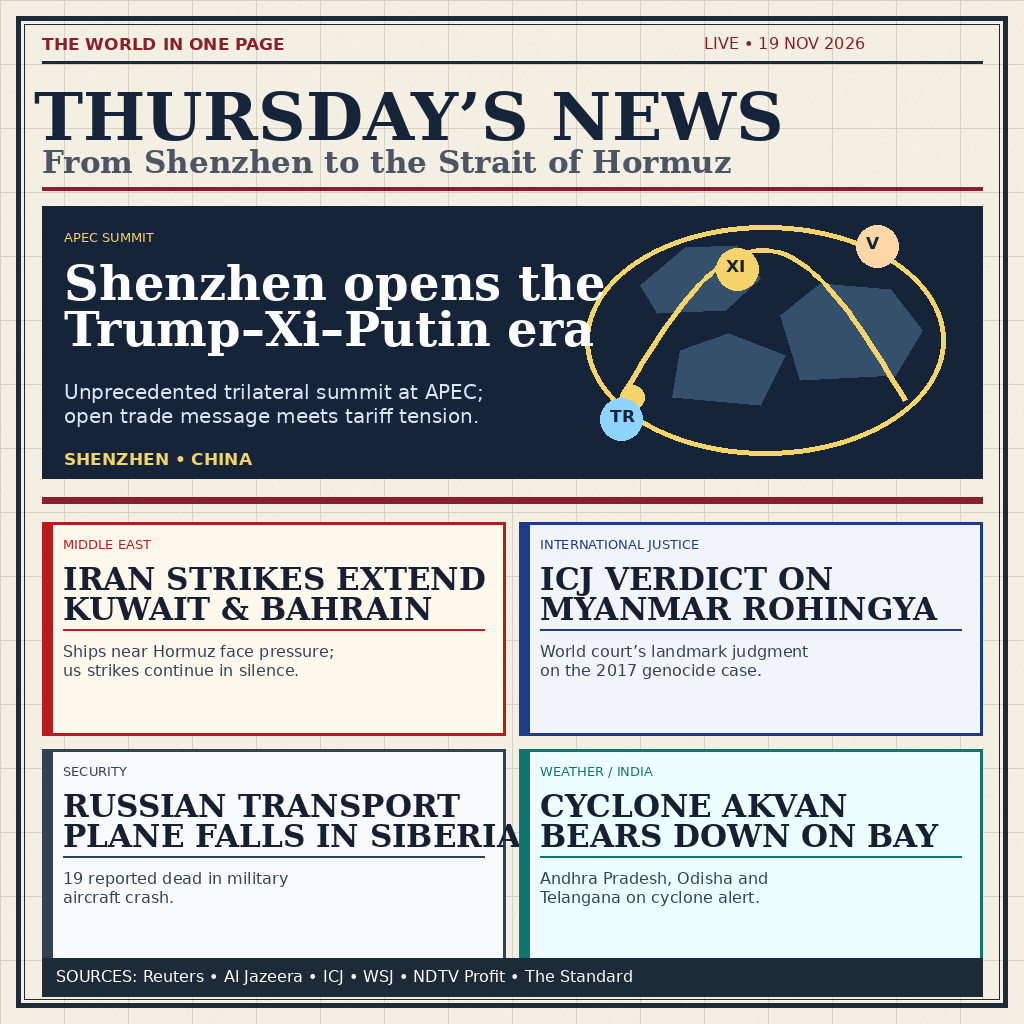 THE WORLD IN ONE PAGE
LIVE • 19 NOV 2026
THURSDAY’S NEWS
From Shenzhen to the Strait of Hormuz
APEC SUMMIT
Shenzhen opens the
Trump–Xi–Putin era
Unprecedented trilateral summit at APEC;
open trade message meets tariff tension.
SHENZHEN • CHINA
XI
V
TR
MIDDLE EAST
IRAN STRIKES EXTEND
KUWAIT & BAHRAIN
Ships near Hormuz face pressure;
us strikes continue in silence.
INTERNATIONAL JUSTICE
ICJ VERDICT ON
MYANMAR ROHINGYA
World court’s landmark judgment
on the 2017 genocide case.
SECURITY
RUSSIAN TRANSPORT
PLANE FALLS IN SIBERIA
19 reported dead in military
aircraft crash.
WEATHER / INDIA
CYCLONE AKVAN
BEARS DOWN ON BAY
Andhra Pradesh, Odisha and
Telangana on cyclone alert.
SOURCES: Reuters • Al Jazeera • ICJ • WSJ • NDTV Profit • The Standard